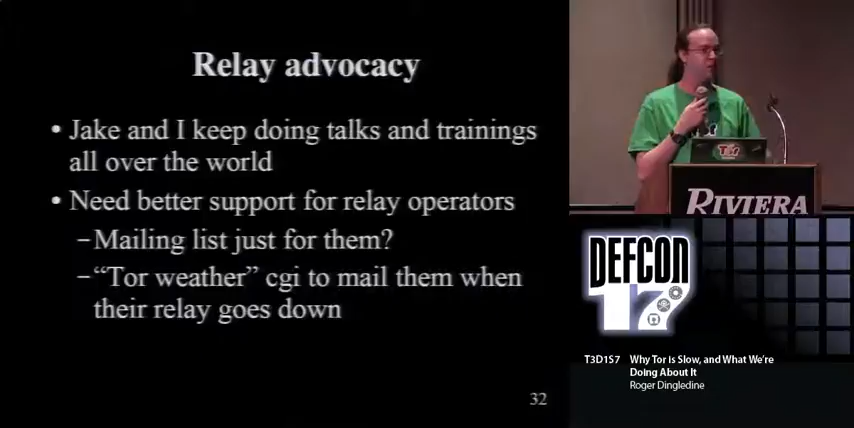 Relay advocacy
• Jake and I keep doing talks and trainings
all over the world
• Need better support for relay operators
–Mailing list just for them?
–“Tor weather” cgi to mail them when
their relay goes down
32
Tor
RIVIERA
DEFCON
17
T3D1S7 Why Tor is Slow, and What We're
Doing About It
Roger Dingledine